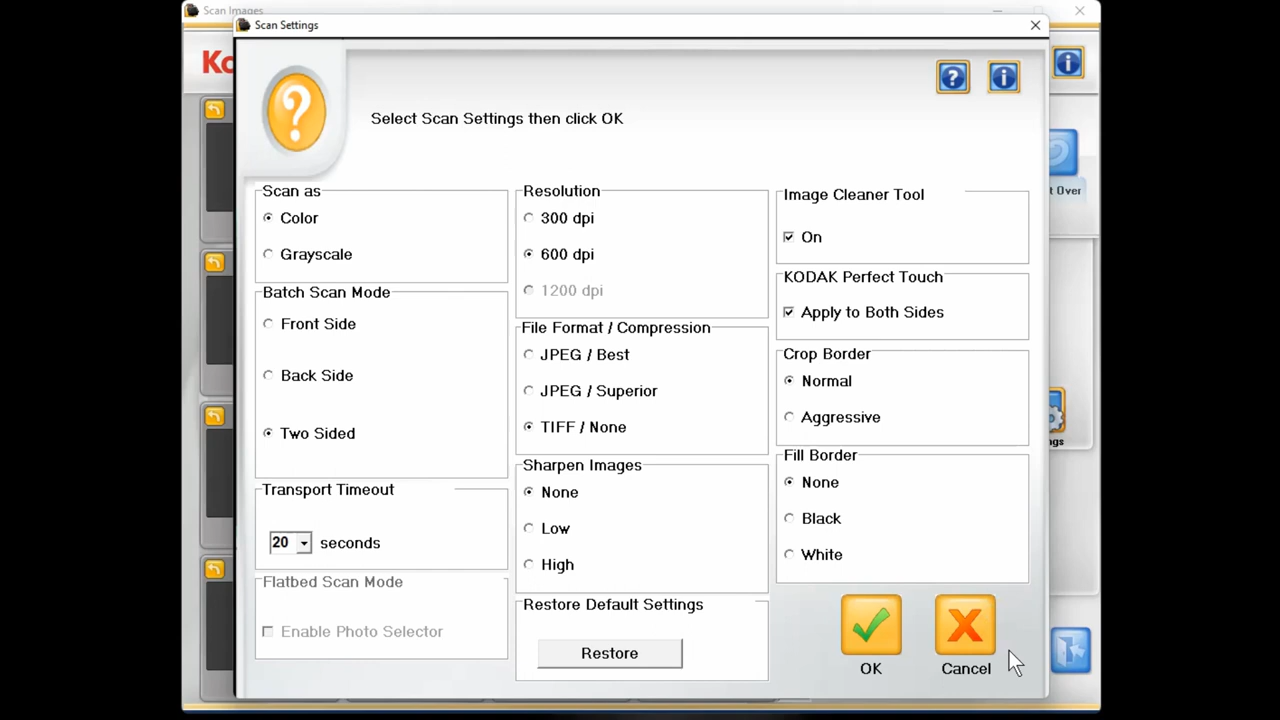 Scan Images
Scan Settings
Ko
Select Scan Settings then click OK
t Over
Scan as
Color
Grayscale
Batch Scan Mode
Front Side
Back Side
Two Sided
Transport Timeout
20 seconds
Flatbed Scan Mode
Enable Photo Selector
Resolution
300 dpi
600 dpi
1200 dpi
File Format / Compression
JPEG / Best
JPEG / Superior
TIFF / None
Sharpen Images
None
Low
High
Restore Default Settings
Restore
Image Cleaner Tool
On
KODAK Perfect Touch
Apply to Both Sides
Crop Border
Normal
Aggressive
Fill Border
None
Black
White
OK
Cancel
gs